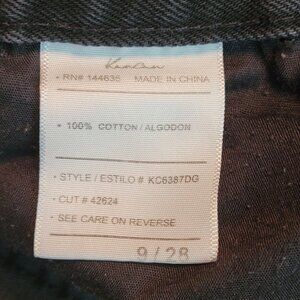 KanCan
• RN# 144635 MADE IN CHINA
• 100% COTTON / ALGODON
• STYLE / ESTILO # KC6387DG
• CUT # 42624
• SEE CARE ON REVERSE
9 / 28